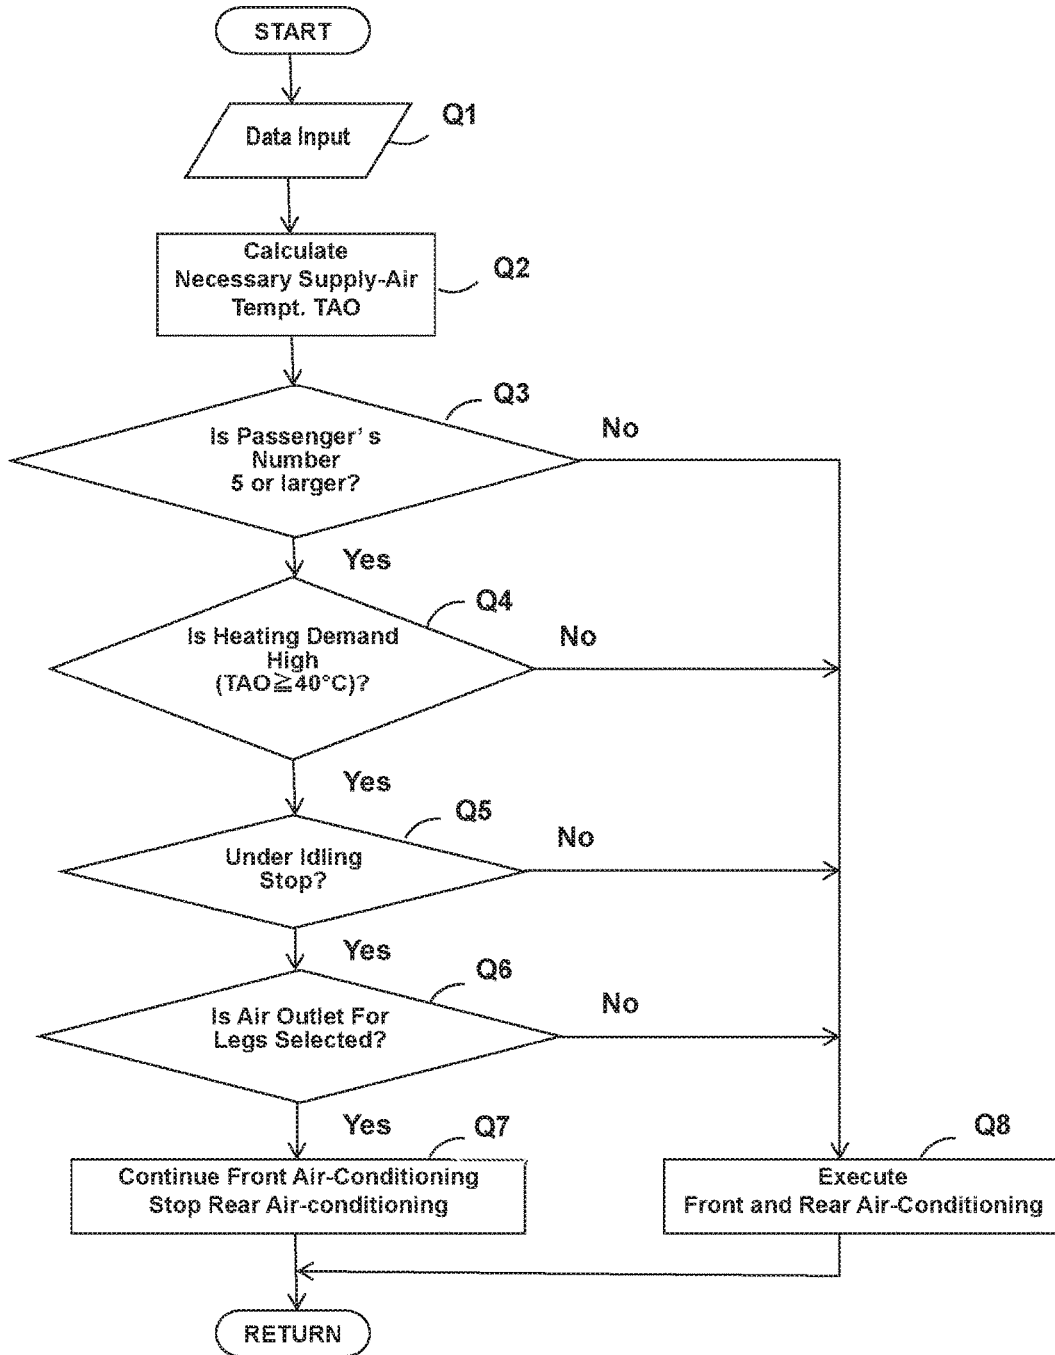 START
Data Input
Q1
Calculate
Necessary Supply-Air
Tempt. TAO
Q2
Q3
Is Passenger's
Number
5 or larger?
No
Yes
Q4
Is Heating Demand
High
(TAO≧40°C)?
No
Yes
Q5
Under Idling
Stop?
No
Yes
Q6
Is Air Outlet For
Legs Selected?
No
Yes
Q7
Continue Front Air-Conditioning
Stop Rear Air-conditioning
Q8
Execute
Front and Rear Air-Conditioning
RETURN